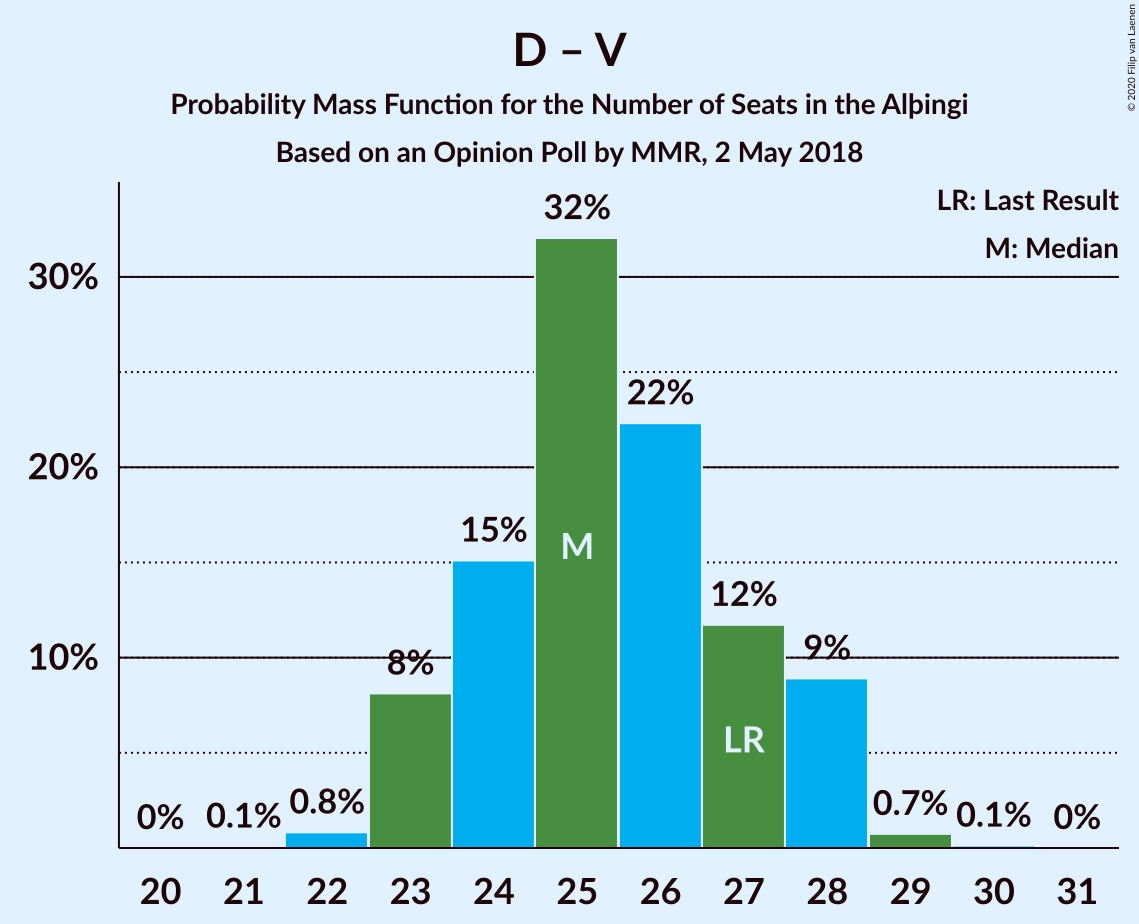 D – V
Probability Mass Function for the Number of Seats in the Alþingi
Based on an Opinion Poll by MMR, 2 May 2018
© 2020 Filip van Laenen
LR: Last Result
M: Median
30%
20%
10%
0%
0.1%
0.8%
8%
15%
32%
22%
12%
9%
0.7%
0.1%
0%
M
LR
20 21 22 23 24 25 26 27 28 29 30 31